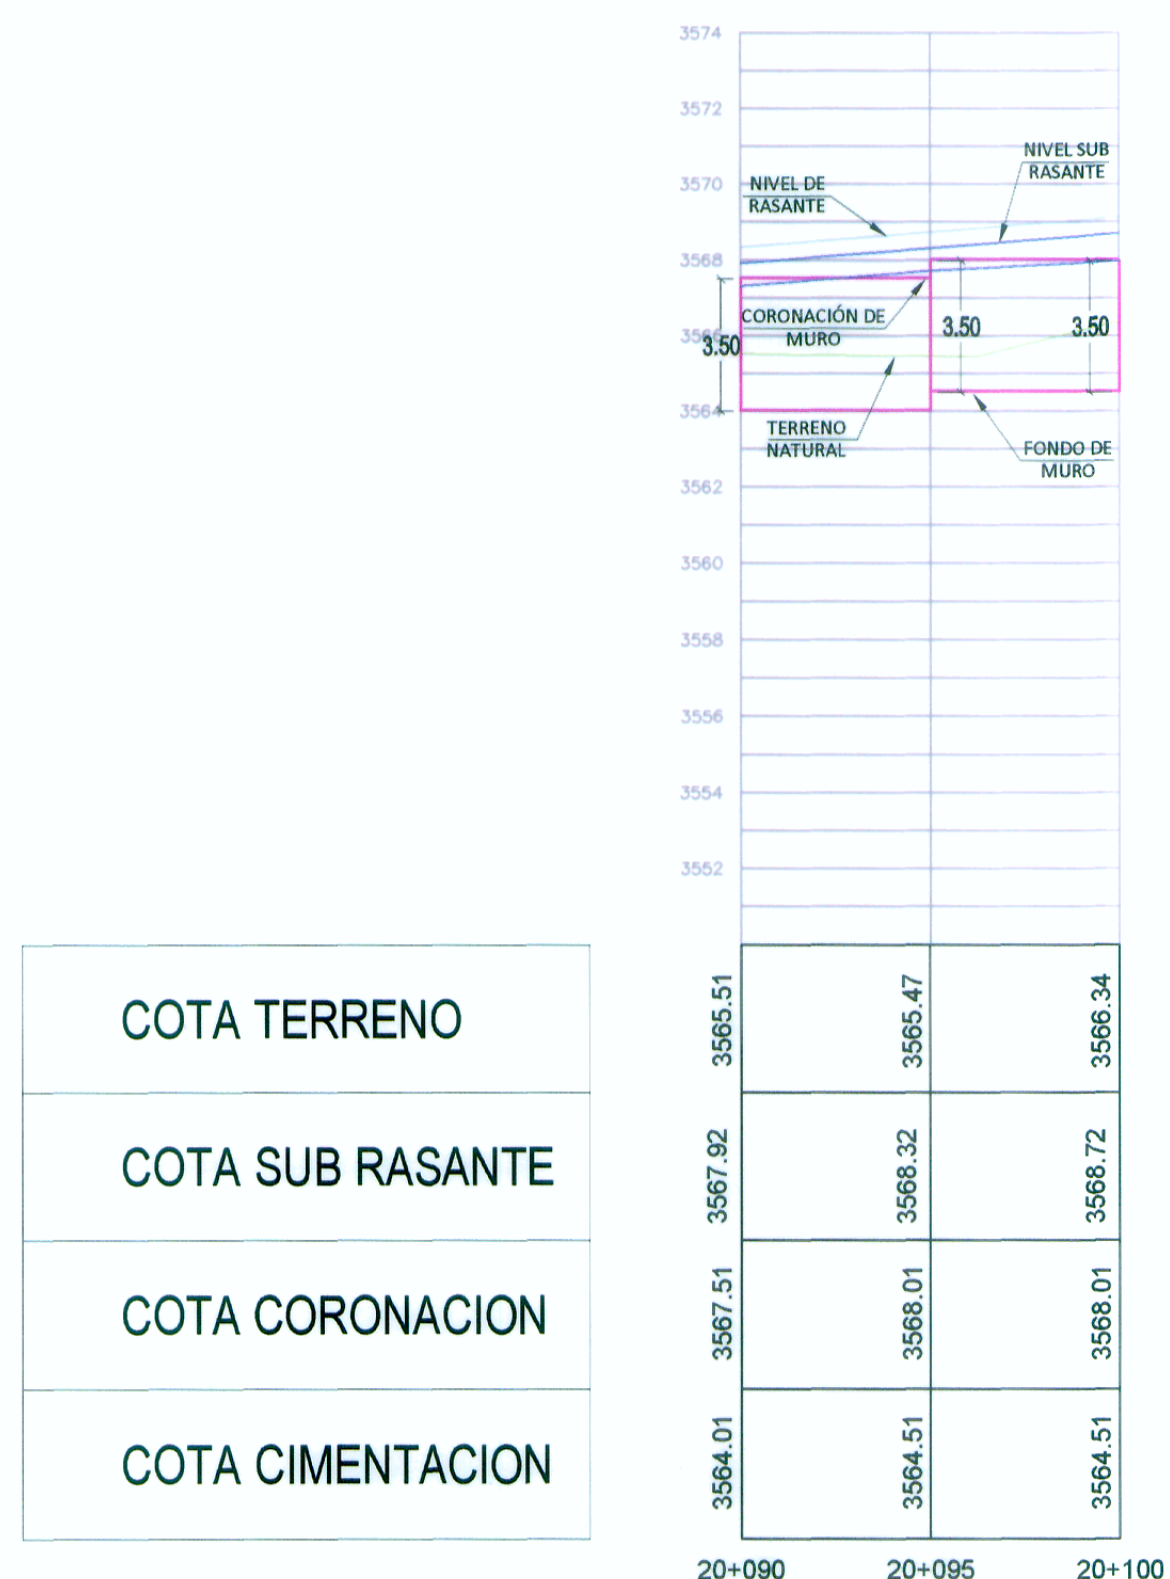 3574
3572
3570
3568
3566
3564
3562
3560
3558
3556
3554
3552
NIVEL DE
RASANTE
NIVEL SUB
RASANTE
CORONACIÓN DE
MURO
3.50
3.50
3.50
TERRENO
NATURAL
FONDO DE
MURO
COTA TERRENO
3565.51
3565.47
3566.34
COTA SUB RASANTE
3567.92
3568.32
3568.72
COTA CORONACION
3567.51
3568.01
3568.01
COTA CIMENTACION
3564.01
3564.51
3564.51
20+090
20+095
20+100